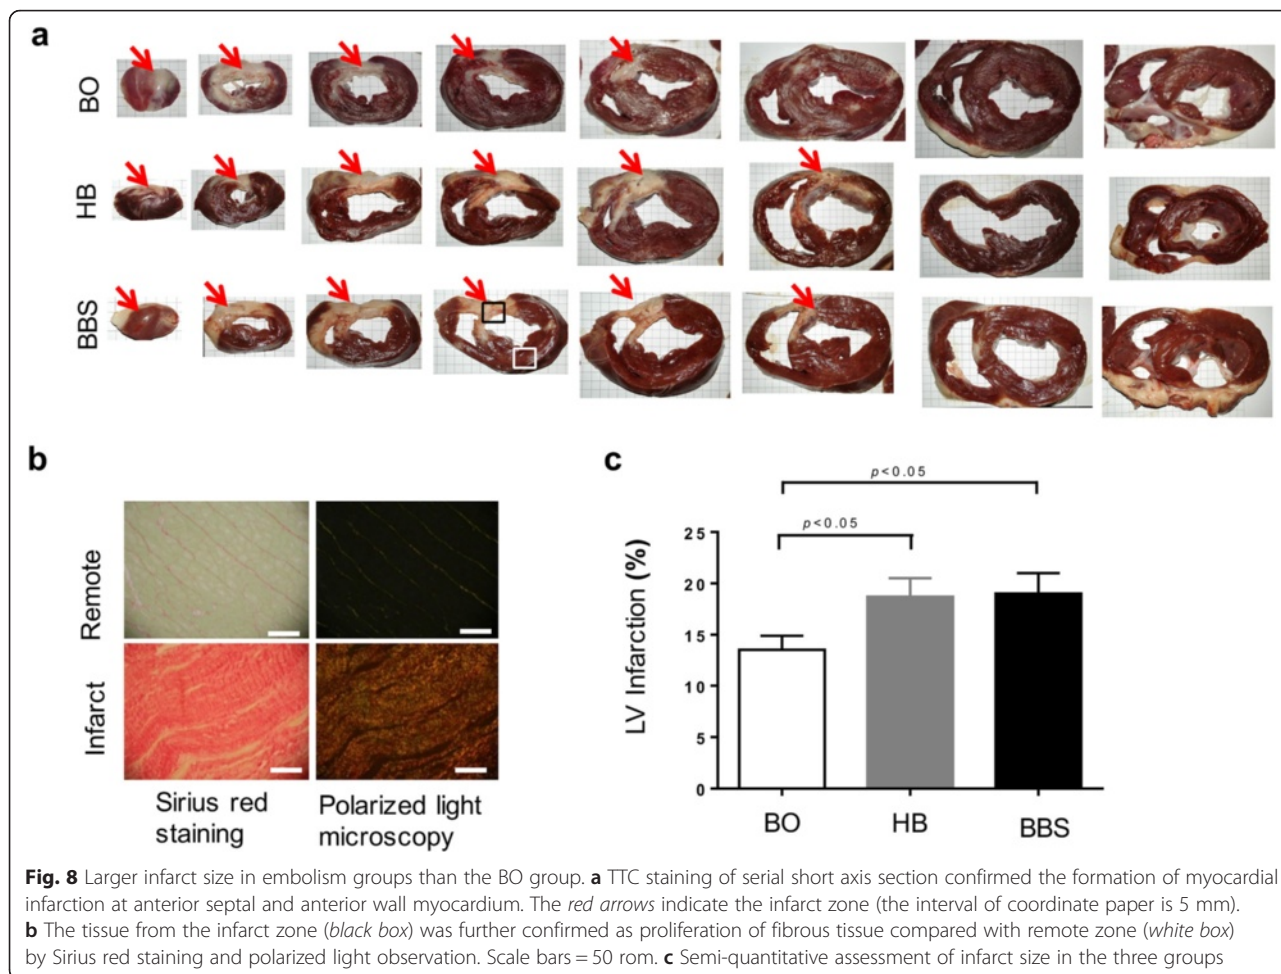 a
BO
HB
BBS
b
Remote
Infarct
Sirius red
staining
Polarized light
microscopy
c
p<0.05
p<0.05
LV Infarction (%)
25
20
15
10
5
0
BO
HB
BBS
Fig. 8 Larger infarct size in embolism groups than the BO group. a TTC staining of serial short axis section confirmed the formation of myocardial
infarction at anterior septal and anterior wall myocardium. The red arrows indicate the infarct zone (the interval of coordinate paper is 5 mm).
b The tissue from the infarct zone (black box) was further confirmed as proliferation of fibrous tissue compared with remote zone (white box)
by Sirius red staining and polarized light observation. Scale bars = 50 rom. c Semi-quantitative assessment of infarct size in the three groups